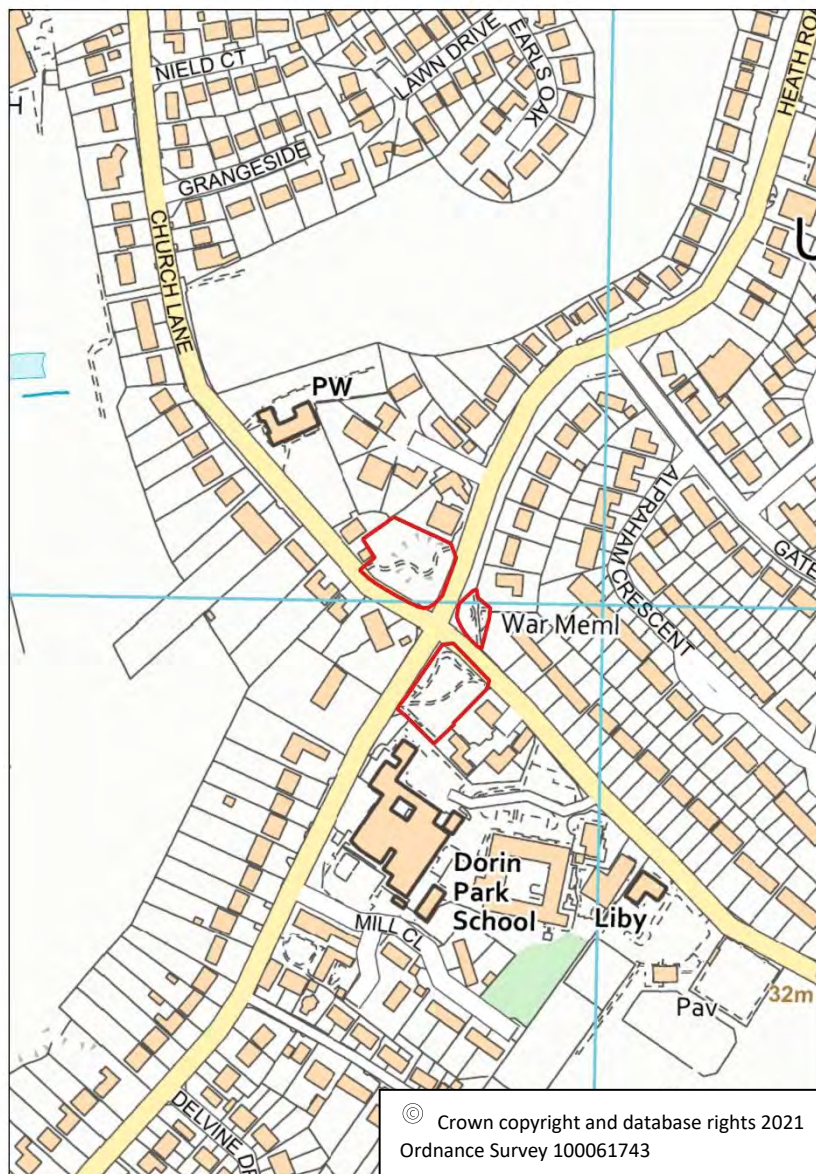 NIELD CT
LAWN DRIVE
EARLS OAK
HEATH ROA
GRANGESIDE
CHURCH LANE
U
PW
ALPRAHAM CRESCENT
GATE
War Meml
Dorin
Park
School
Liby
MILL CL
Pav
32m
DELVINE DR
© Crown copyright and database rights 2021
Ordnance Survey 100061743